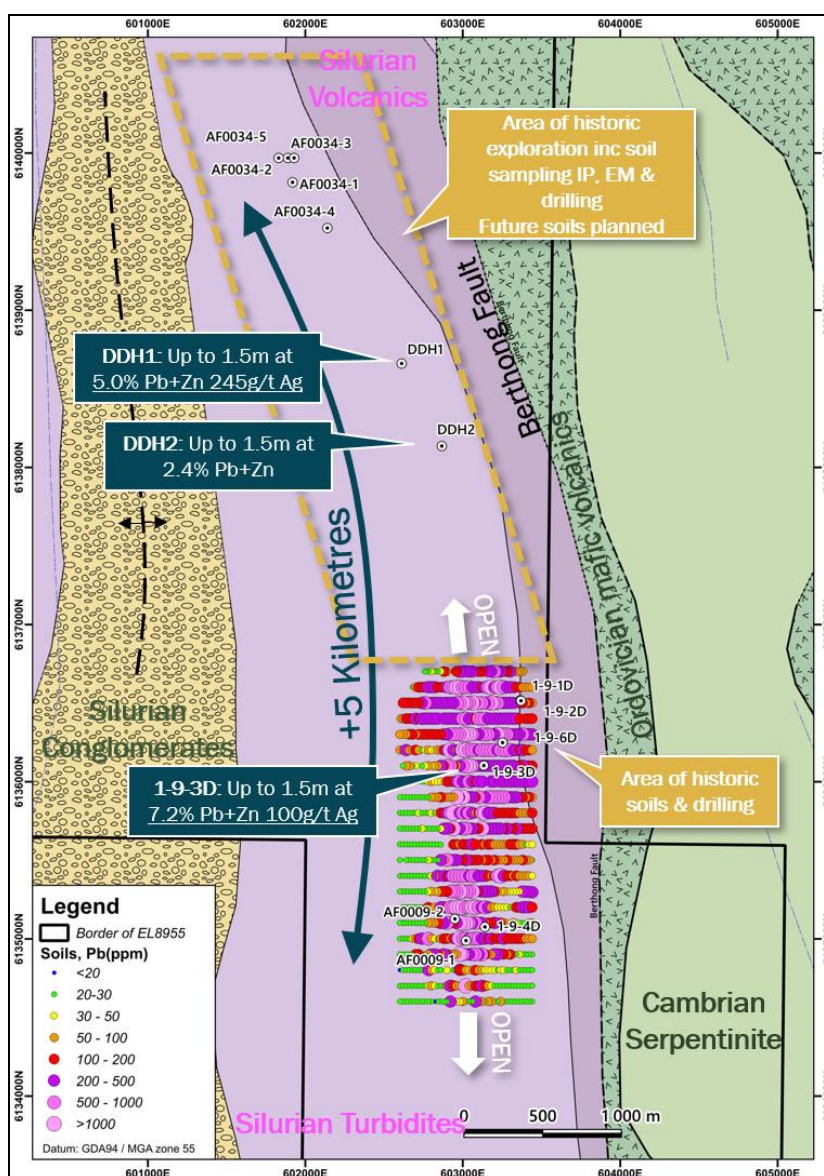 601000E
602000E
603000E
604000E
605000E
Silurian
Volcanics
AF0034-5
AF0034-3
AF0034-2
AF0034-1
AF0034-4
Area of historic
exploration inc soil
sampling IP, EM &
drilling
Future soils planned
6140000N
6139000N
6138000N
6137000N
6136000N
6135000N
6134000N
Berthong Fault
Berthong Fault
DDH1: Up to 1.5m at
5.0% Pb+Zn 245g/t Ag
DDH1
DDH2: Up to 1.5m at
2.4% Pb+Zn
DDH2
Ordovician mafic volcanics
+5 Kilometres
OPEN
Silurian
Conglomerates
1-9-1D
1-9-2D
1-9-6D
1-9-3D
1-9-3D: Up to 1.5m at
7.2% Pb+Zn 100g/t Ag
Area of historic
soils & drilling
Berthong Fault
AF0009-2
1-9-4D
AF0009-1
Cambrian
Serpentinite
OPEN
Legend
Border of EL8955
Soils, Pb(ppm)
<20
20-30
30 - 50
50 - 100
100 - 200
200 - 500
500 - 1000
>1000
Datum: GDA94 / MGA zone 55
Silurian Turbidites
0 500 1 000 m
601000E
602000E
603000E
604000E
605000E